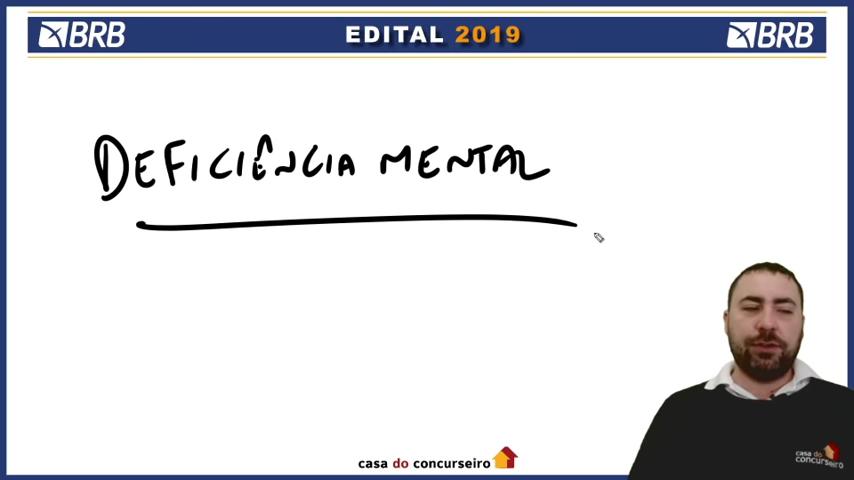 BRB
EDITAL 2019
BRB
DEFICIÊNCIA MENTAL
casa do concurseiro
casa do
concurseiro